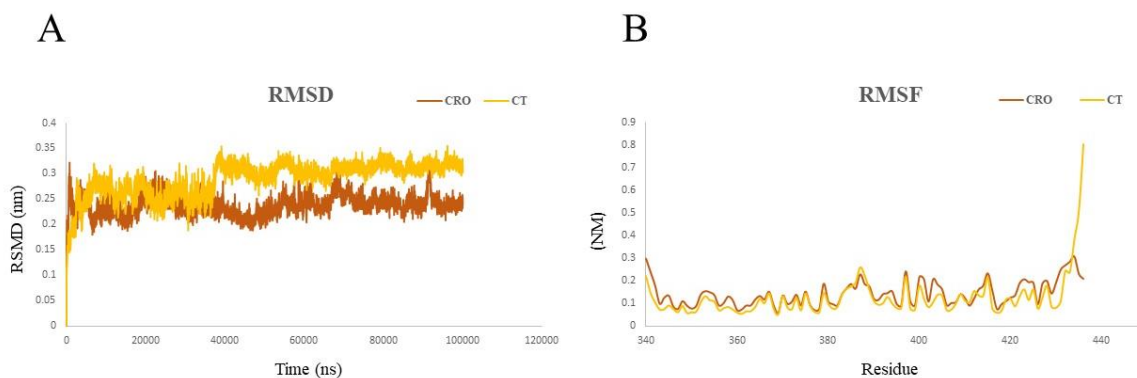 A
RMSD
CRO CT
0.4
0.35
0.3
0.25
0.2
0.15
0.1
0.05
0
RSMD (nm)
0 20000 40000 60000 80000 100000 120000
Time (ns)
B
RMSF
CRO CT
0.9
0.8
0.7
0.6
0.5
0.4
0.3
0.2
0.1
0
(NM)
340 360 380 400 420 440
Residue